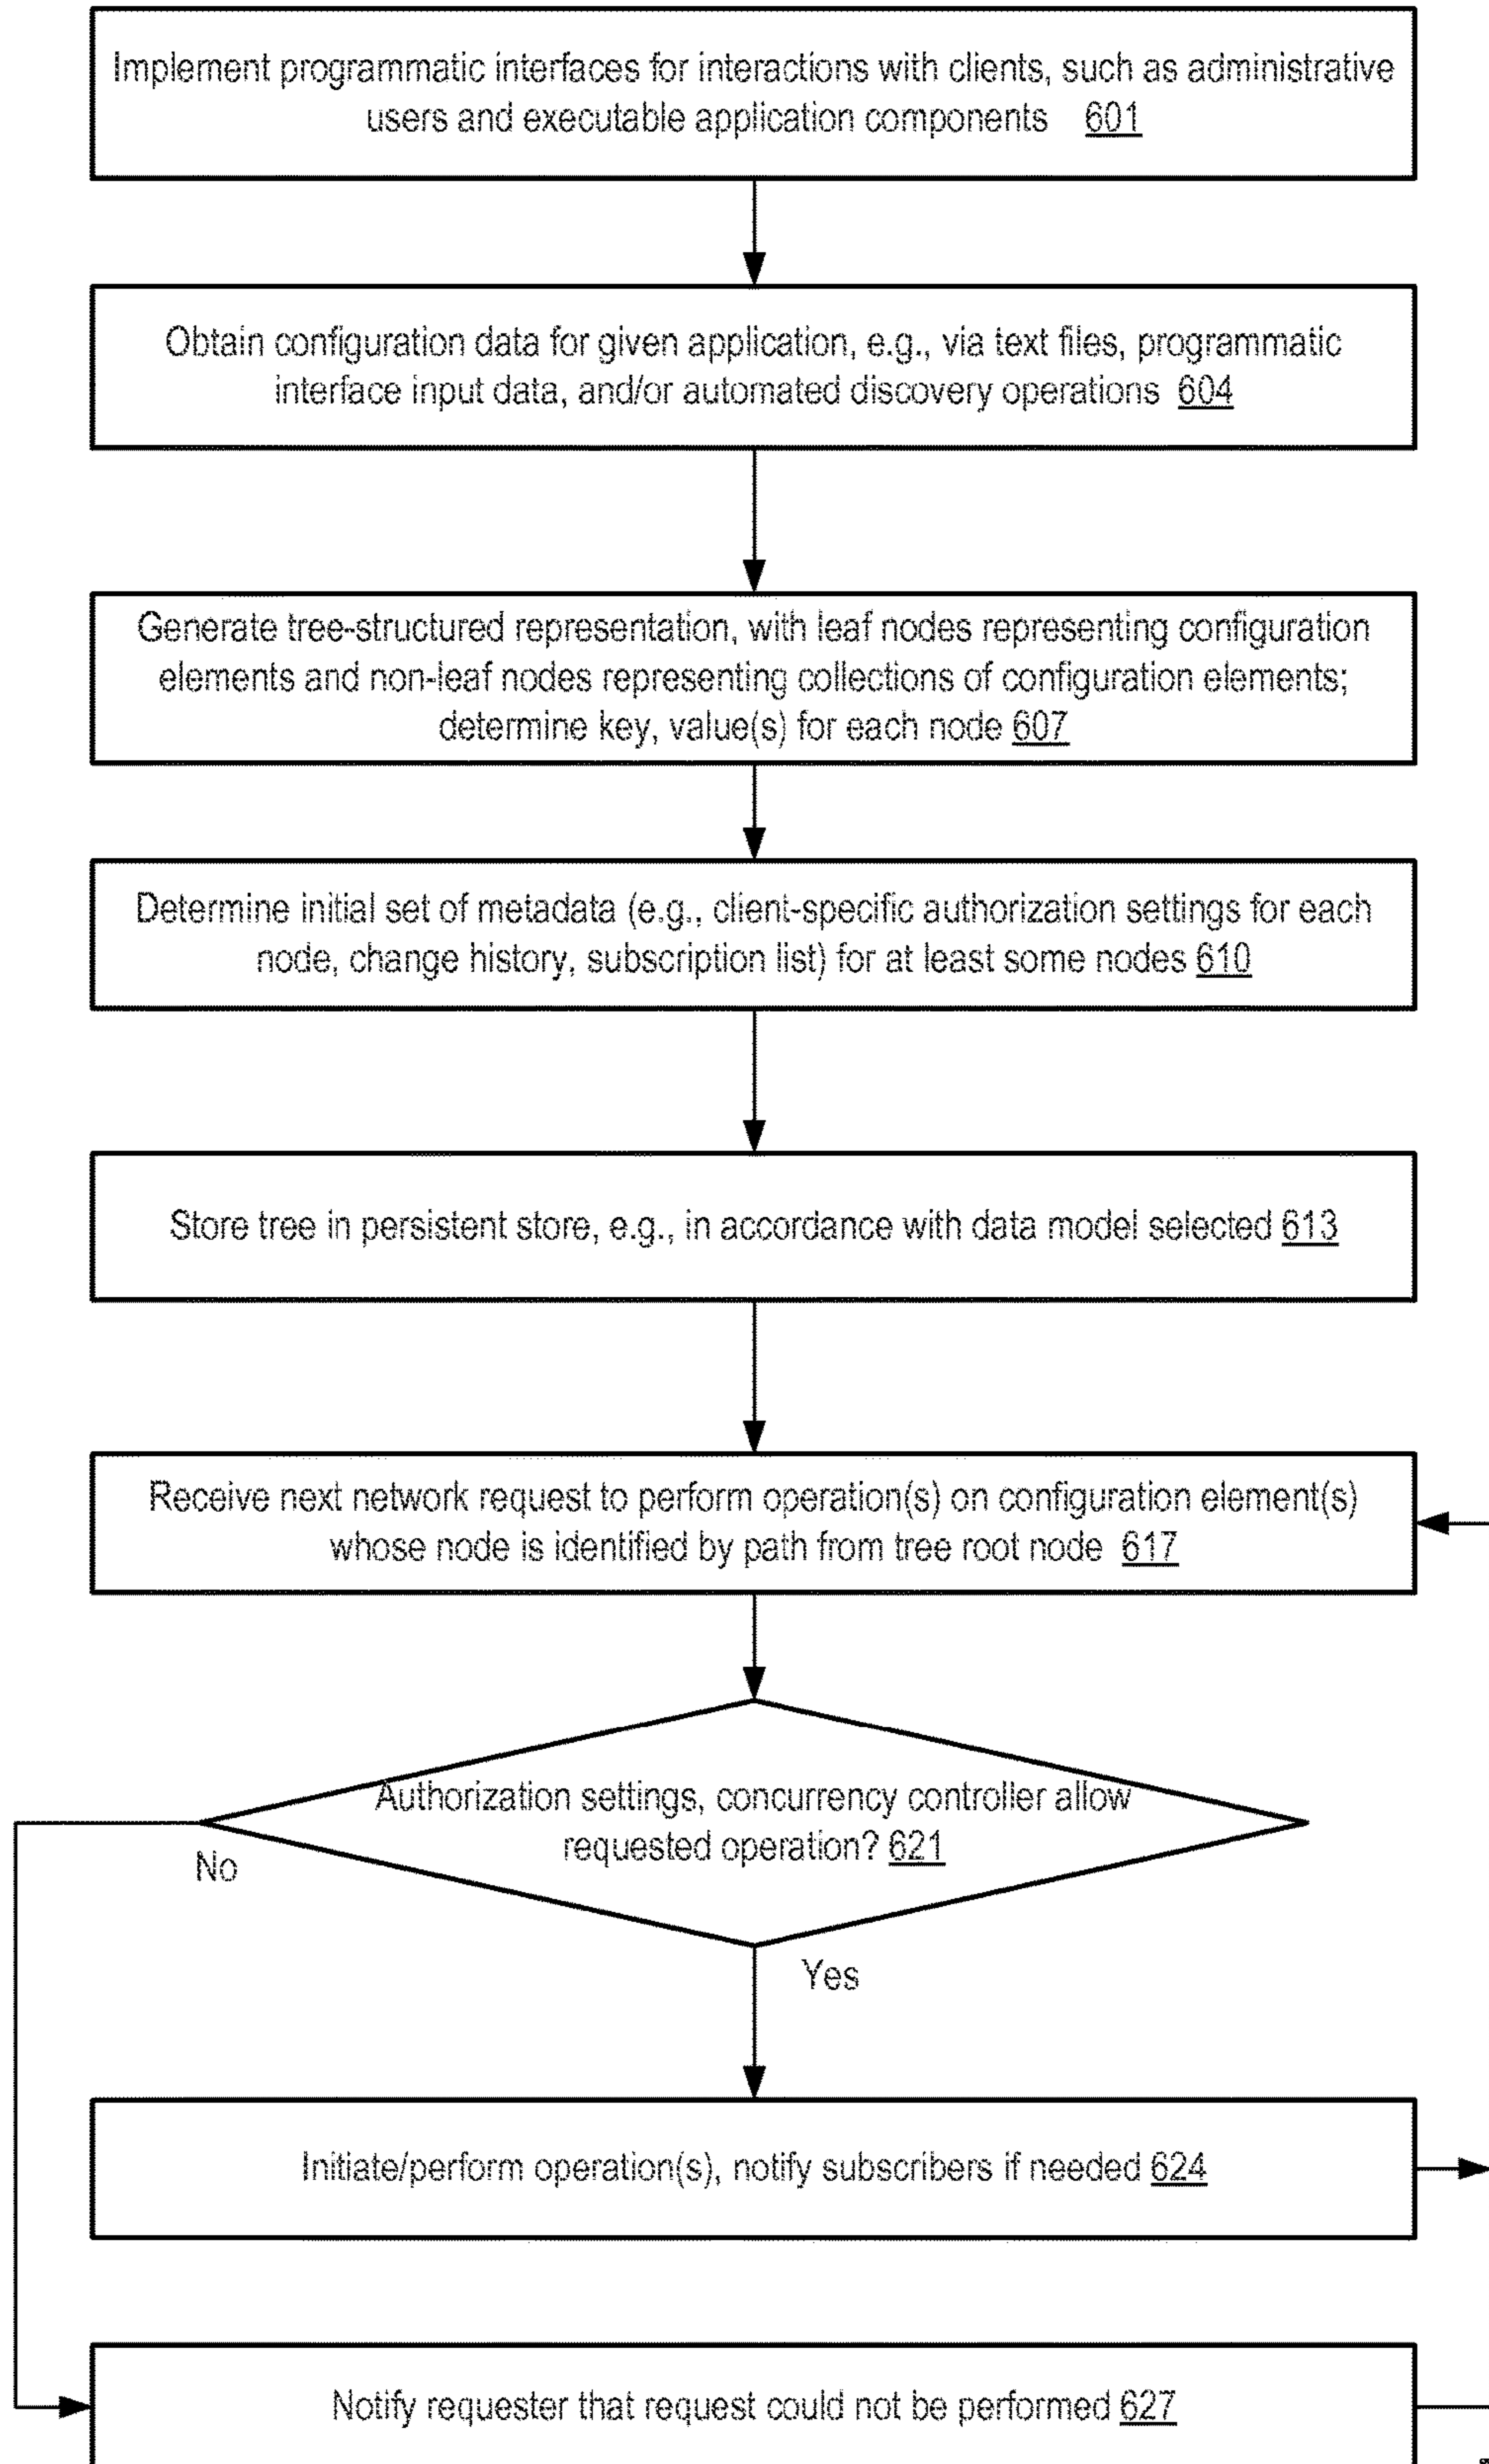 Implement programmatic interfaces for interactions with clients, such as administrative
users and executable application components 601
Obtain configuration data for given application, e.g., via text files, programmatic
interface input data, and/or automated discovery operations 604
Generate tree-structured representation, with leaf nodes representing configuration
elements and non-leaf nodes representing collections of configuration elements;
determine key, value(s) for each node 607
Determine initial set of metadata (e.g., client-specific authorization settings for each
node, change history, subscription list) for at least some nodes 610
Store tree in persistent store, e.g., in accordance with data model selected 613
Receive next network request to perform operation(s) on configuration element(s)
whose node is identified by path from tree root node 617
Authorization settings, concurrency controller allow
requested operation? 621
No
Yes
Initiate/perform operation(s), notify subscribers if needed 624
Notify requester that request could not be performed 627